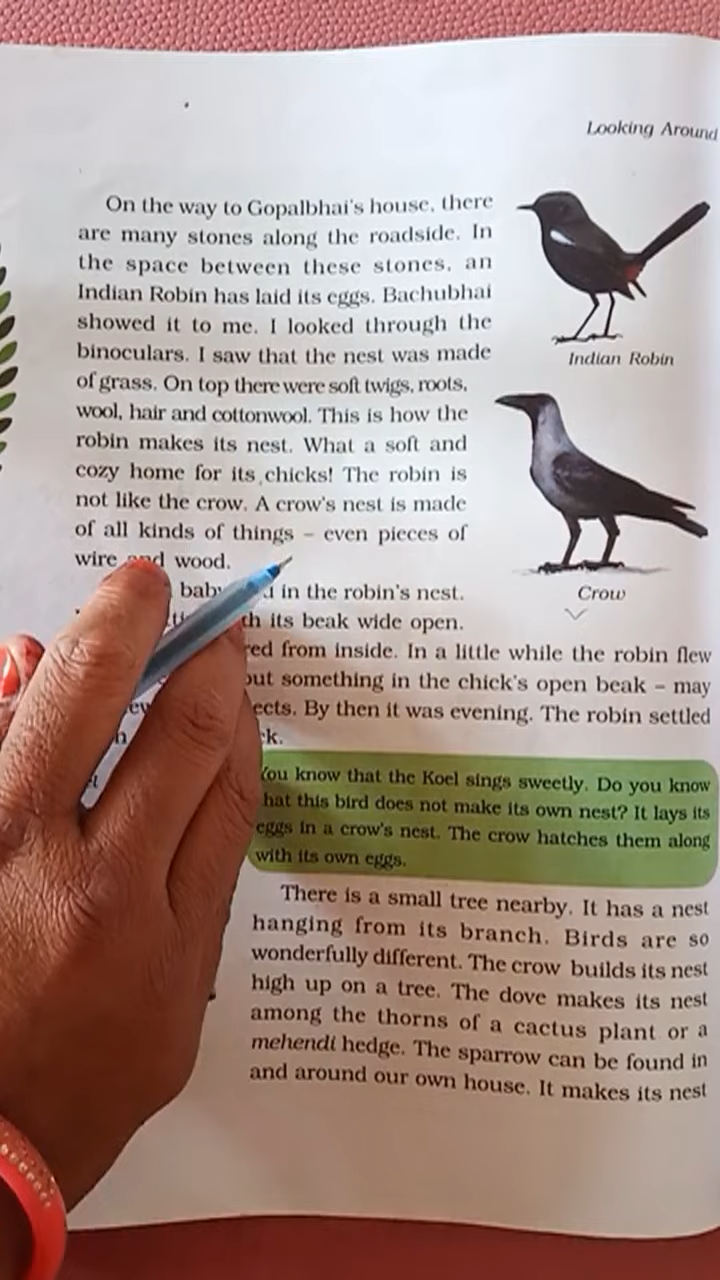 Looking Around
On the way to Gopalbhai's house, there
are many stones along the roadside. In
the space between these stones, an
Indian Robin has laid its eggs. Bachubhai
showed it to me. I looked through the
binoculars. I saw that the nest was made
of grass. On top there were soft twigs, roots,
wool, hair and cottonwool. This is how the
robin makes its nest. What a soft and
cozy home for its chicks! The robin is
not like the crow. A crow's nest is made
of all kinds of things – even pieces of
wire and wood.
Indian Robin
Crow
in the robin's nest.
its beak wide open.
from inside. In a little while the robin flew
something in the chick's open beak – may
By then it was evening. The robin settled
You know that the Koel sings sweetly. Do you know
that this bird does not make its own nest? It lays its
eggs in a crow's nest. The crow hatches them along
with its own eggs.
There is a small tree nearby. It has a nest
hanging from its branch. Birds are so
wonderfully different. The crow builds its nest
high up on a tree. The dove makes its nest
among the thorns of a cactus plant or a
mehendi hedge. The sparrow can be found in
and around our own house. It makes its nest